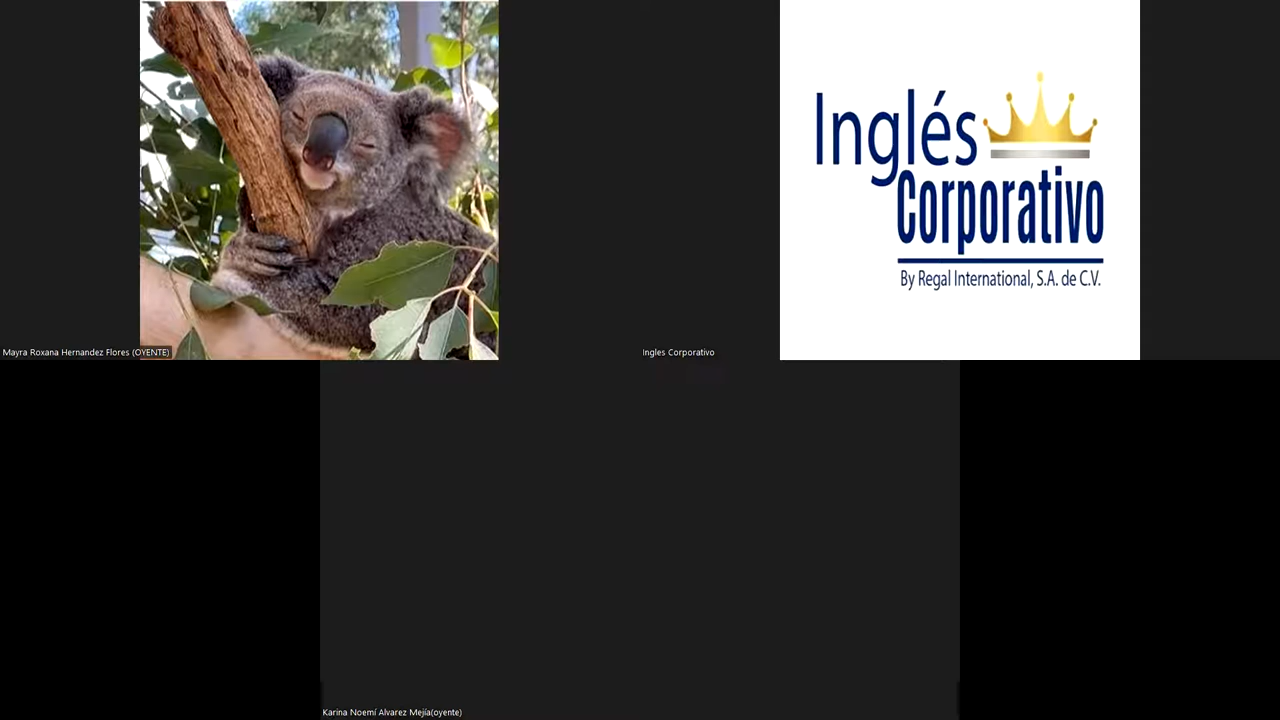 Inglés
Corporativo
By Regal International, S.A. de C.V.
Mayra Roxana Hernandez Flores (OYENTE)
Ingles Corporativo
Karina Noemí Alvarez Mejía(oyente)